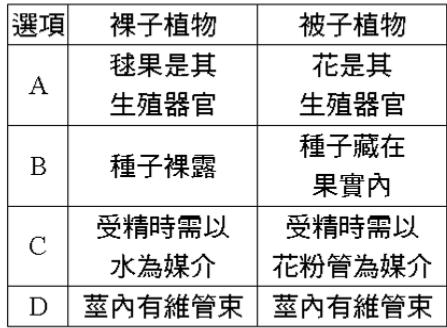 選項 裸子植物 被子植物
A 毬果是其生殖器官 花是其生殖器官
B 種子裸露 種子藏在果實內
C 受精時需以水為媒介 受精時需以花粉管為媒介
D 莖內有維管束 莖內有維管束